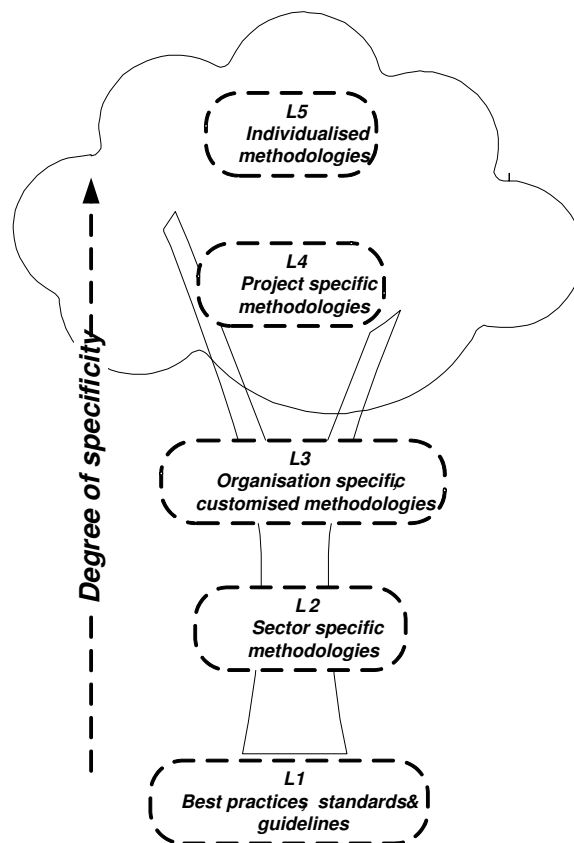 L5
Individualised
methodologies
L4
Project specific
methodologies
Degree of specificity
L3
Organisation specific,
customised methodologies
L2
Sector specific
methodologies
L1
Best practices, standards&
guidelines